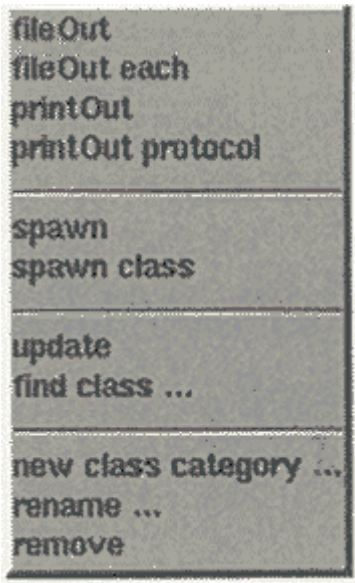 fileOut
fileOut each
printOut
printOut protocol
spawn
spawn class
update
find class ...
new class category ...
rename ...
remove